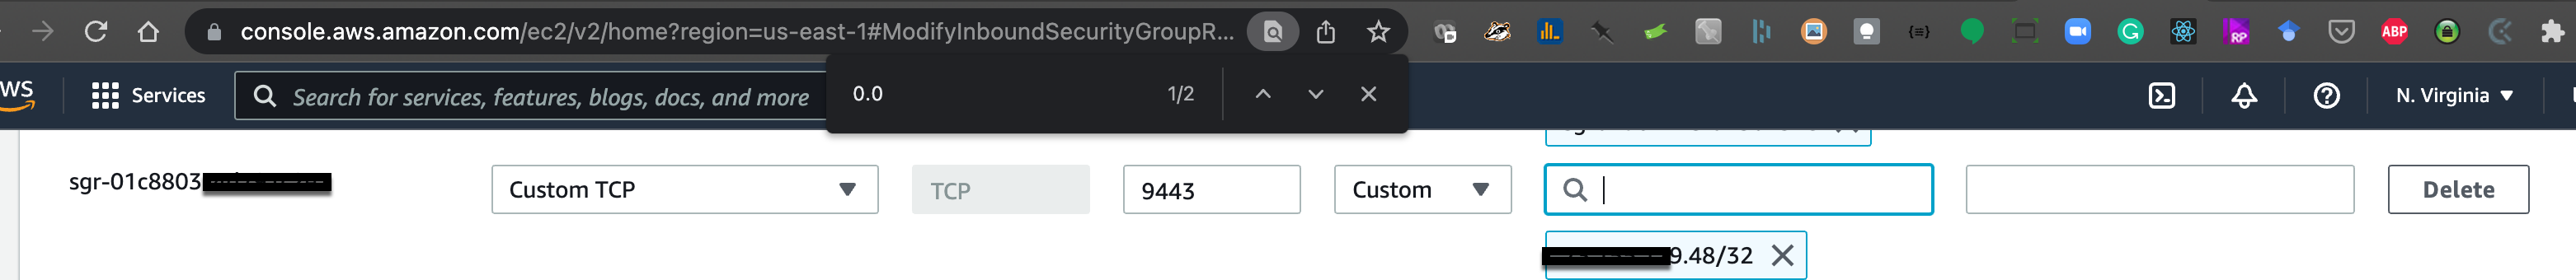 console.aws.amazon.com/ec2/v2/home?region=us-east-1#ModifyInboundSecurityGroupR...
{≡}
RP
ABP
0.0 1/2
WS
Services
Search for services, features, blogs, docs, and more
N. Virginia
sgr-01c8803
Custom TCP
TCP
9443
Custom
Delete
9.48/32